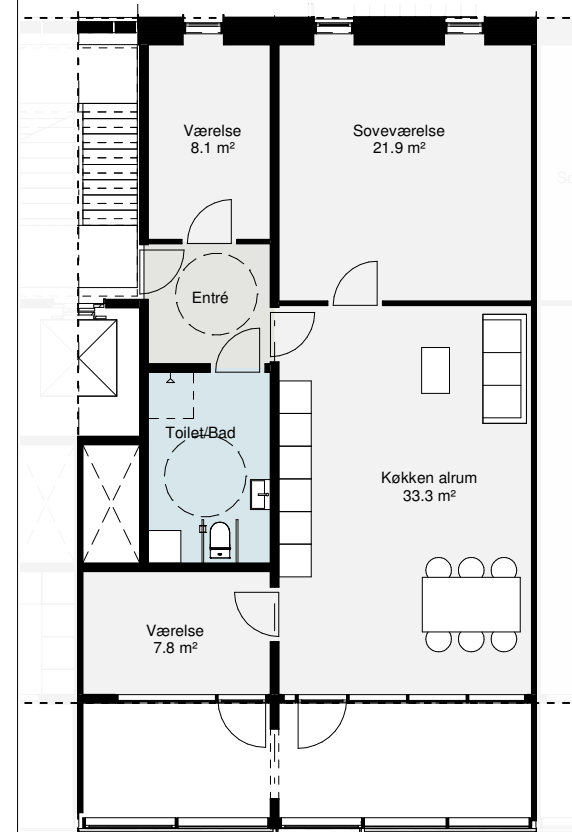 Værelse
8.1 m²
Soveværelse
21.9 m²
Entré
Toilet/Bad
Køkken alrum
33.3 m²
Værelse
7.8 m²